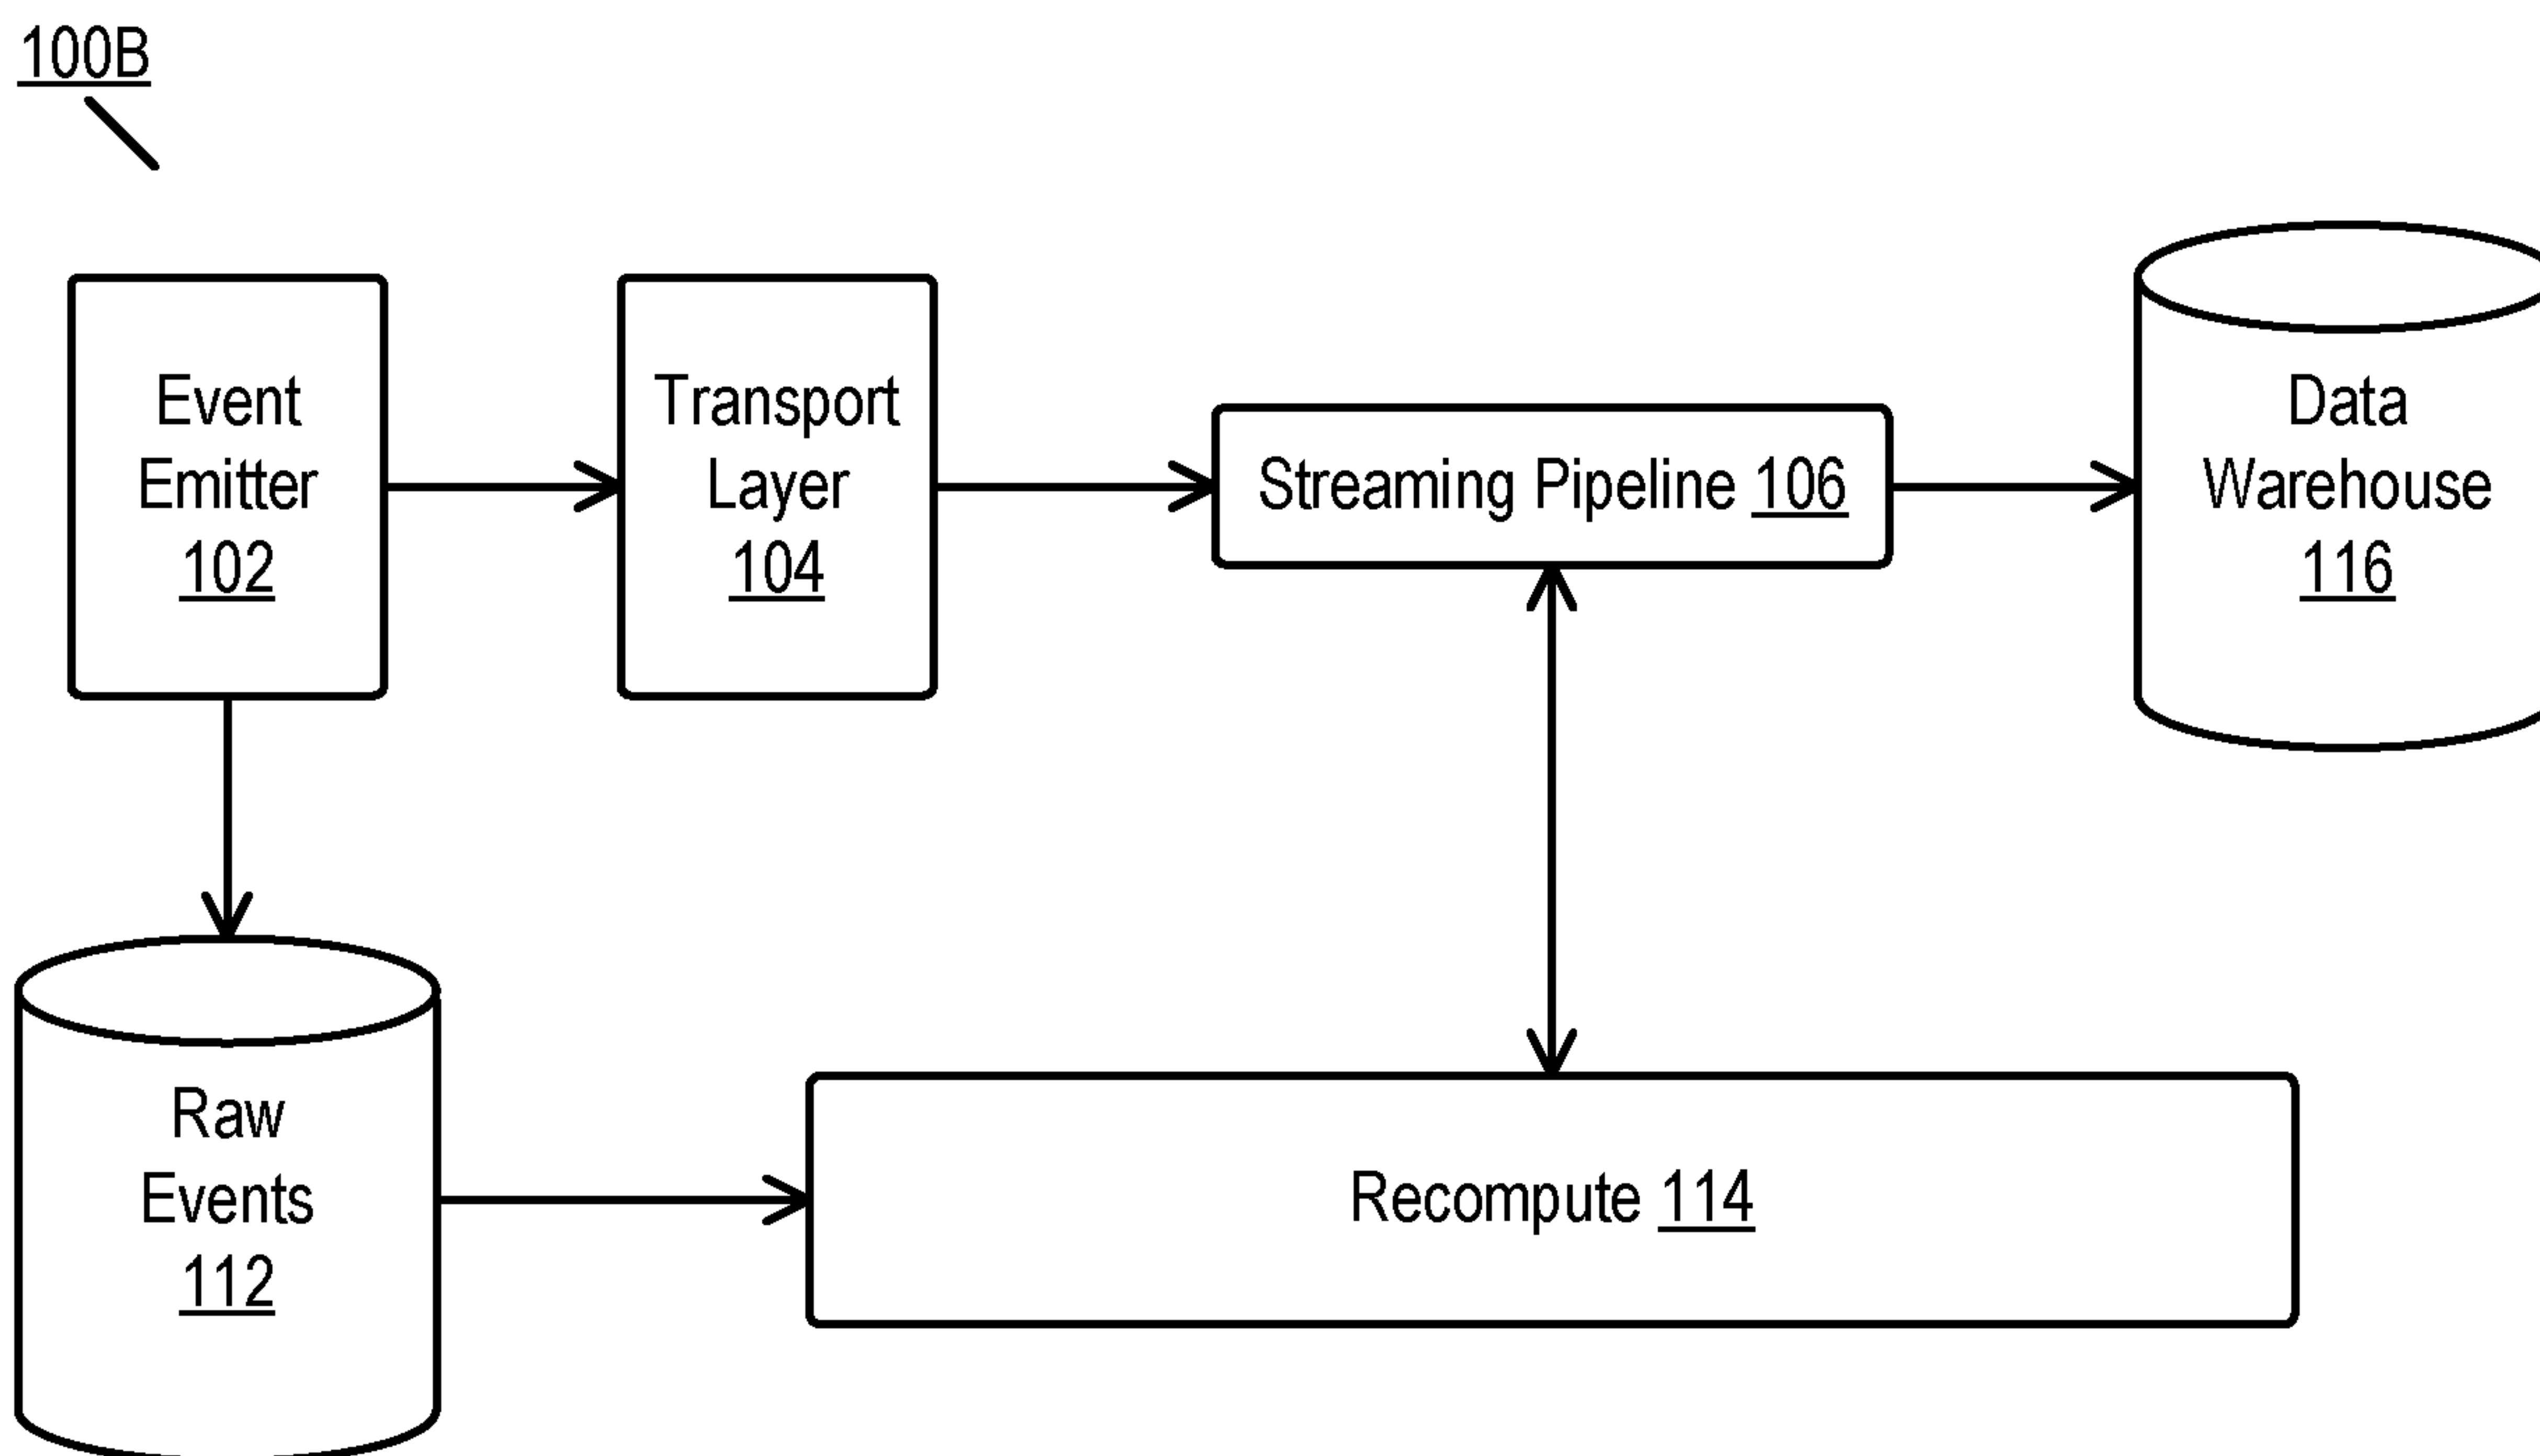 100B
Event
Emitter
102
Transport
Layer
104
Streaming Pipeline 106
Data
Warehouse
116
Raw
Events
112
Recompute 114